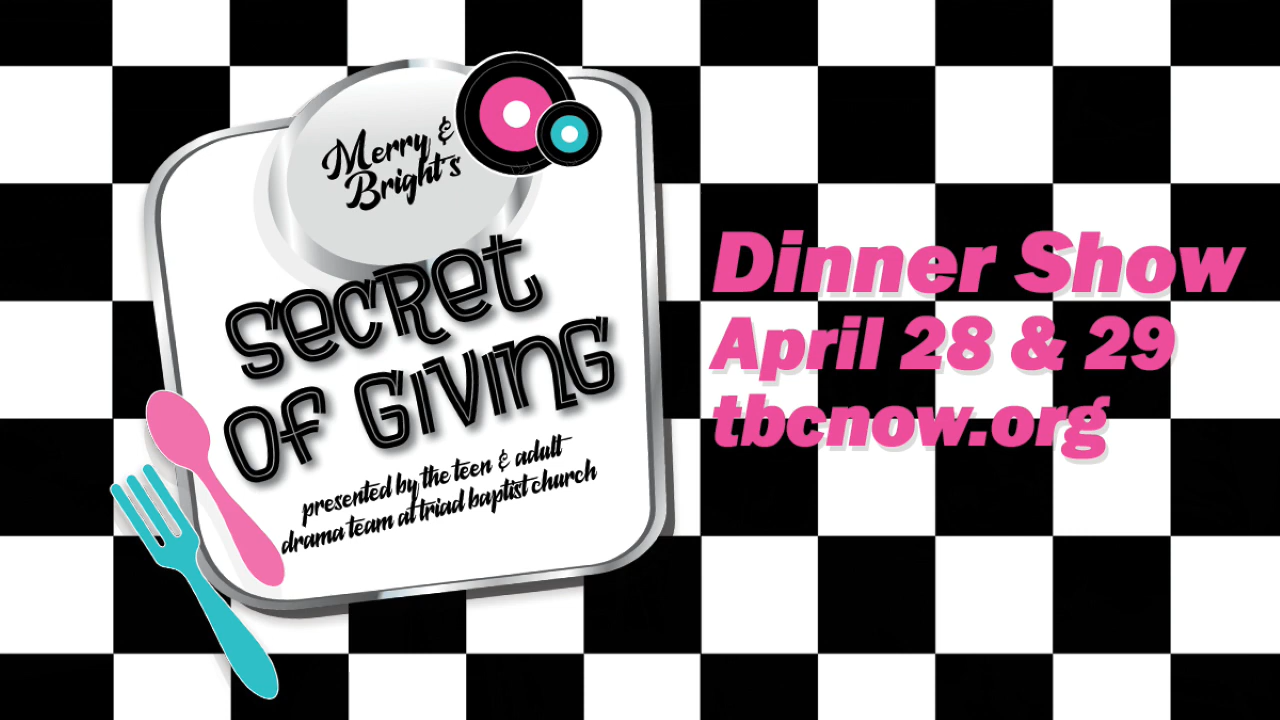 Merry &
Bright's
SECRET
OF GIVING
presented by the teen & adult
drama team at triad baptist church
Dinner Show
April 28 & 29
tbcnow.org